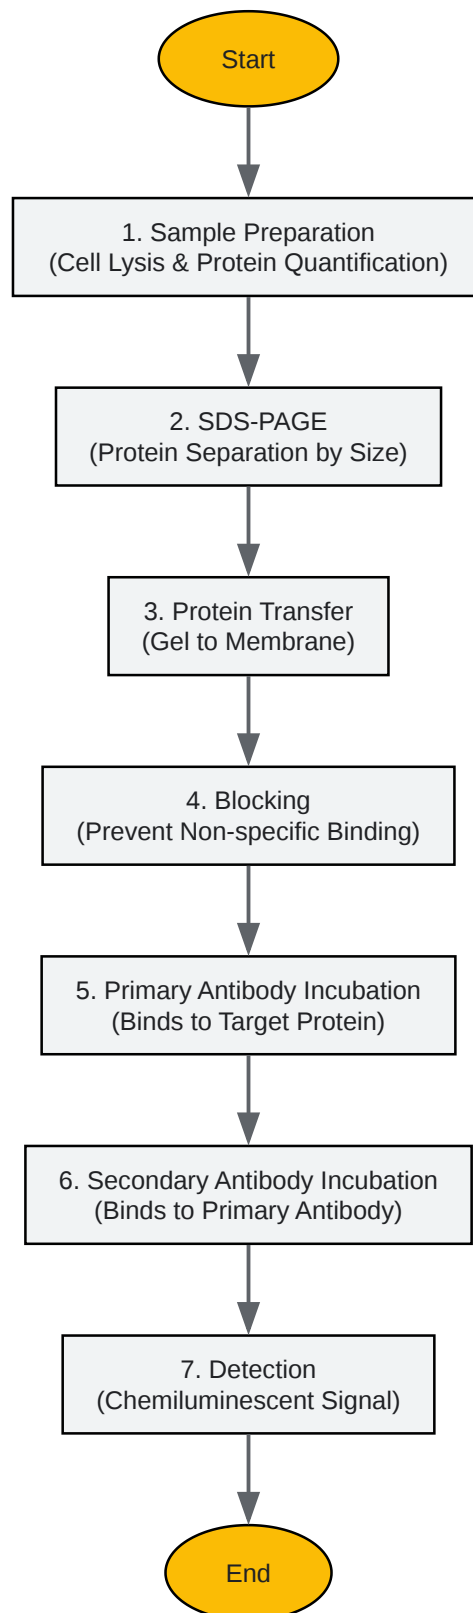 Start
1. Sample Preparation
(Cell Lysis & Protein Quantification)
2. SDS-PAGE
(Protein Separation by Size)
3. Protein Transfer
(Gel to Membrane)
4. Blocking
(Prevent Non-specific Binding)
5. Primary Antibody Incubation
(Binds to Target Protein)
6. Secondary Antibody Incubation
(Binds to Primary Antibody)
7. Detection
(Chemiluminescent Signal)
End